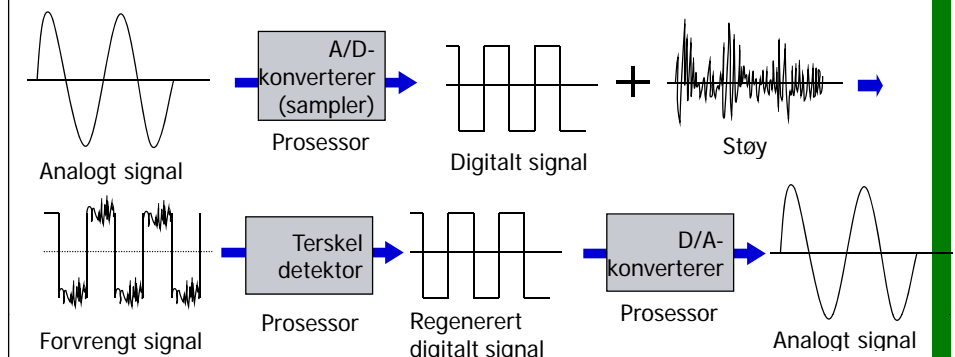 A/D-
konverterer
(sampler)
Prosessor
Analogt signal
Digitalt signal
+
Støy
Terskel
detektor
D/A-
konverterer
Forvrengt signal
Prosessor
Regenerert
digitalt signal
Prosessor
Analogt signal